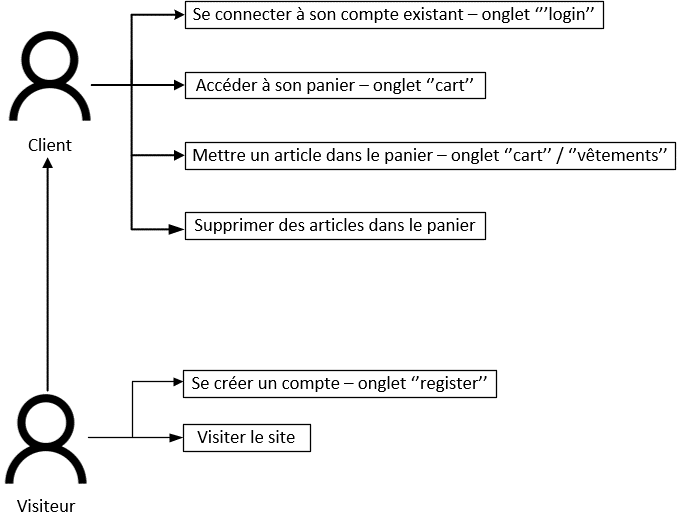 Se connecter à son compte existant – onglet ‘’’login’’
Accéder à son panier – onglet ‘’cart’’
Client
Mettre un article dans le panier – onglet ‘’cart’’ / ‘’vêtements’’
Supprimer des articles dans le panier
Se créer un compte – onglet ‘’register’’
Visiter le site
Visiteur